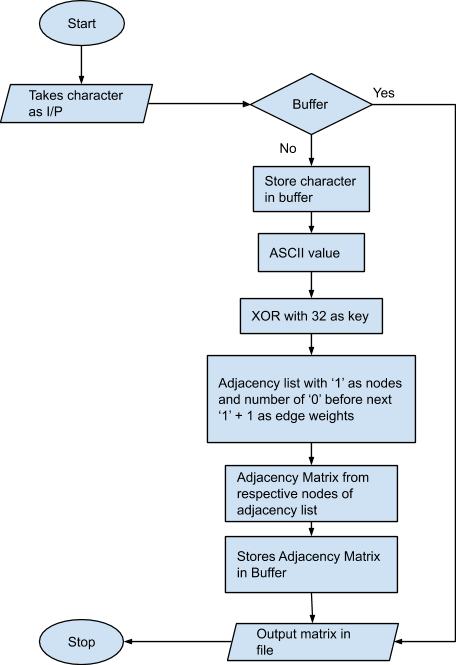 Start
Takes character
as I/P
Buffer
Yes
No
Store character
in buffer
ASCII value
XOR with 32 as key
Adjacency list with ‘1’ as nodes
and number of ‘0’ before next
‘1’ + 1 as edge weights
Adjacency Matrix from
respective nodes of
adjacency list
Stores Adjacency Matrix
in Buffer
Output matrix in
file
Stop